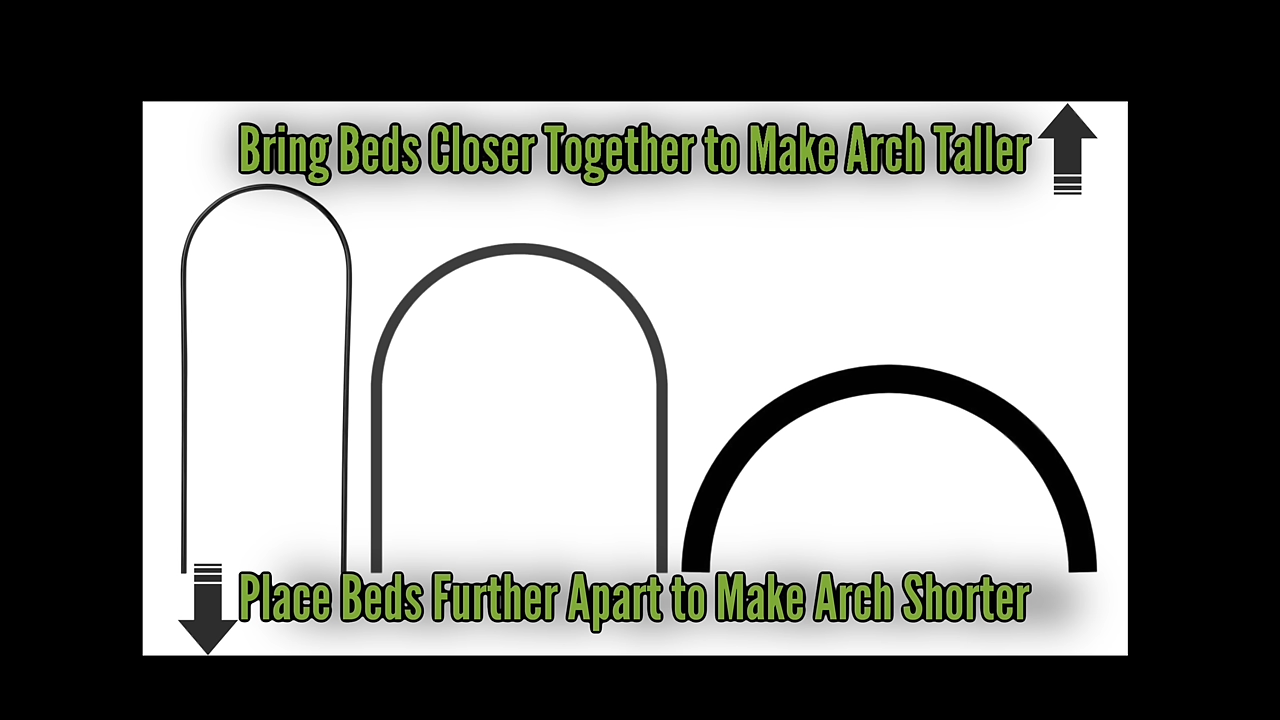 Bring Beds Closer Together to Make Arch Taller
Place Beds Further Apart to Make Arch Shorter